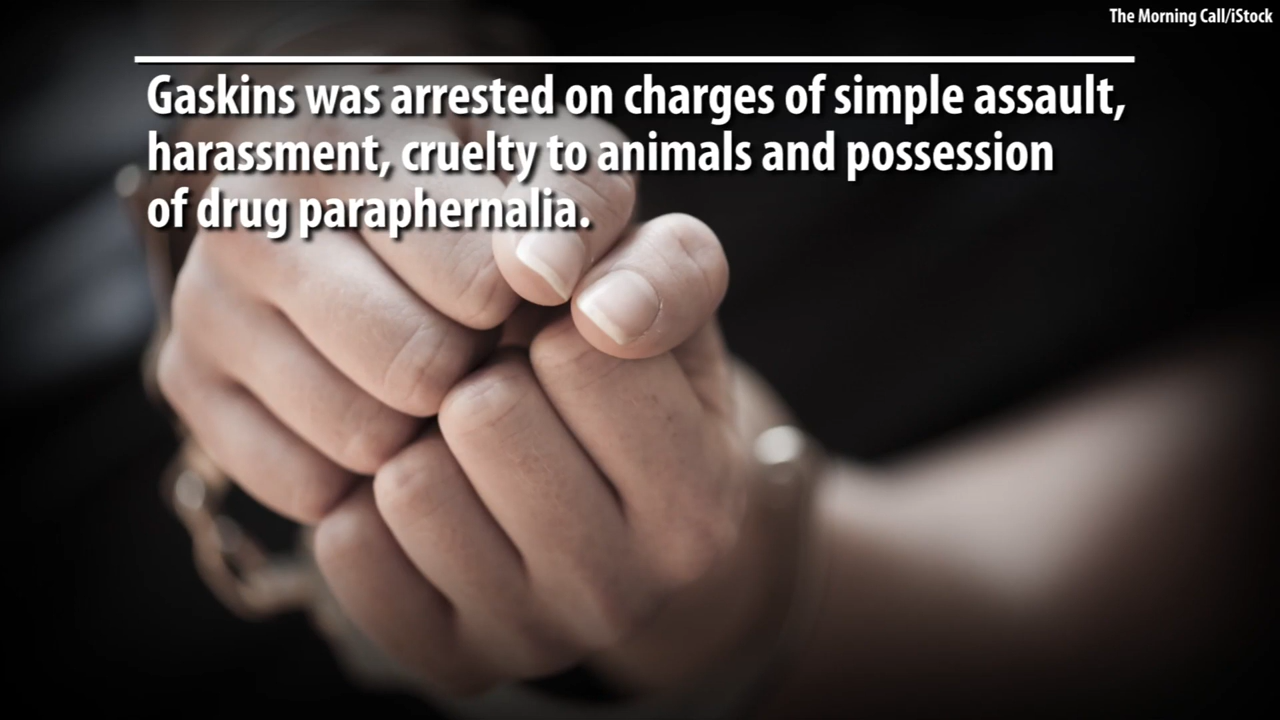 The Morning Call/iStock
Gaskins was arrested on charges of simple assault,
harassment, cruelty to animals and possession
of drug paraphernalia.